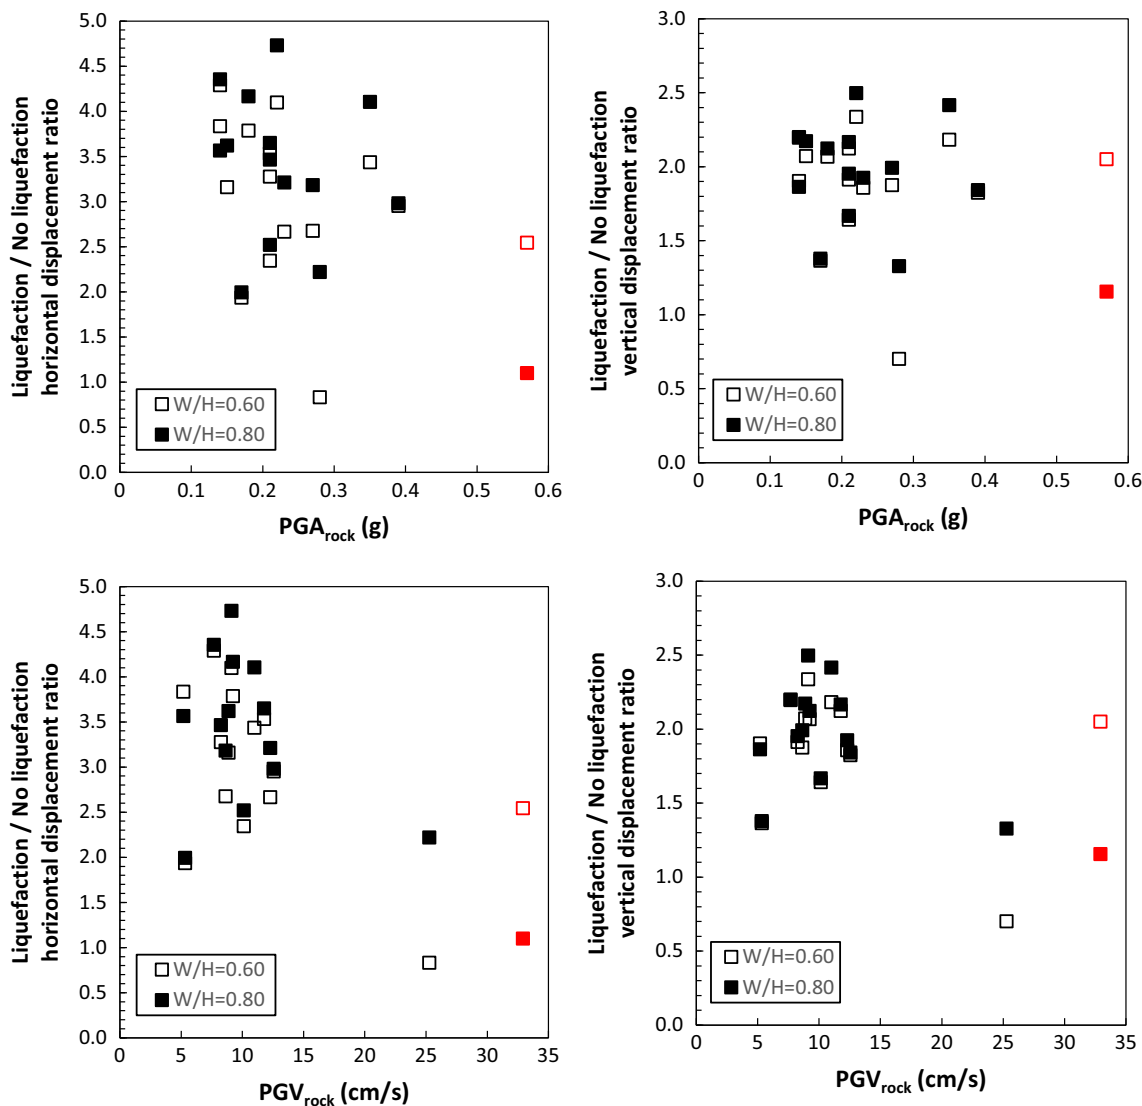 Liquefaction / No liquefaction
horizontal displacement ratio
5.0
4.5
4.0
3.5
3.0
2.5
2.0
1.5
1.0
0.5
0.0
W/H=0.60
W/H=0.80
0 0.1 0.2 0.3 0.4 0.5 0.6
PGArock (g)
Liquefaction / No liquefaction
vertical displacement ratio
3.0
2.5
2.0
1.5
1.0
0.5
0.0
W/H=0.60
W/H=0.80
0 0.1 0.2 0.3 0.4 0.5 0.6
PGArock (g)
Liquefaction / No liquefaction
horizontal displacement ratio
5.0
4.5
4.0
3.5
3.0
2.5
2.0
1.5
1.0
0.5
0.0
W/H=0.60
W/H=0.80
0 5 10 15 20 25 30 35
PGVrock (cm/s)
Liquefaction / No liquefaction
vertical displacement ratio
3.0
2.5
2.0
1.5
1.0
0.5
0.0
W/H=0.60
W/H=0.80
0 5 10 15 20 25 30 35
PGVrock (cm/s)